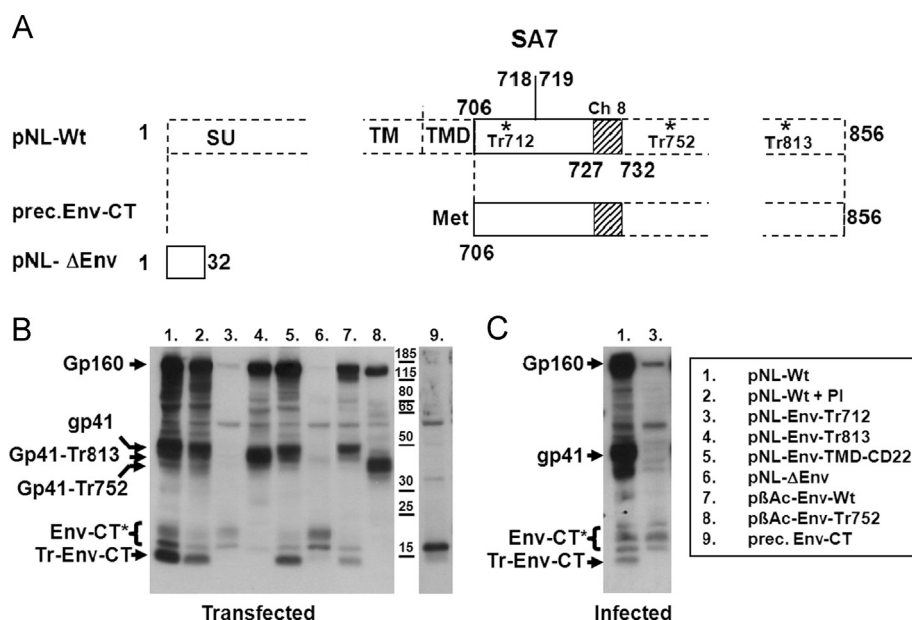 A
SA7
718 719
706 Ch 8
pNL-Wt 1 SU TM TMD * Tr712 * Tr752 * Tr813 856
727 732
prec.Env-CT Met 856
706
pNL- ΔEnv 1 32
B
1. 2. 3. 4. 5. 6. 7. 8. 9.
Gp160
gp41
Gp41-Tr813
Gp41-Tr752
Env-CT*
Tr-Env-CT
185
115
80
65
50
30
15
Transfected
C
1. 3.
Gp160
gp41
Env-CT*
Tr-Env-CT
Infected
1. pNL-Wt
2. pNL-Wt + PI
3. pNL-Env-Tr712
4. pNL-Env-Tr813
5. pNL-Env-TMD-CD22
6. pNL-ΔEnv
7. pßAc-Env-Wt
8. pßAc-Env-Tr752
9. prec. Env-CT